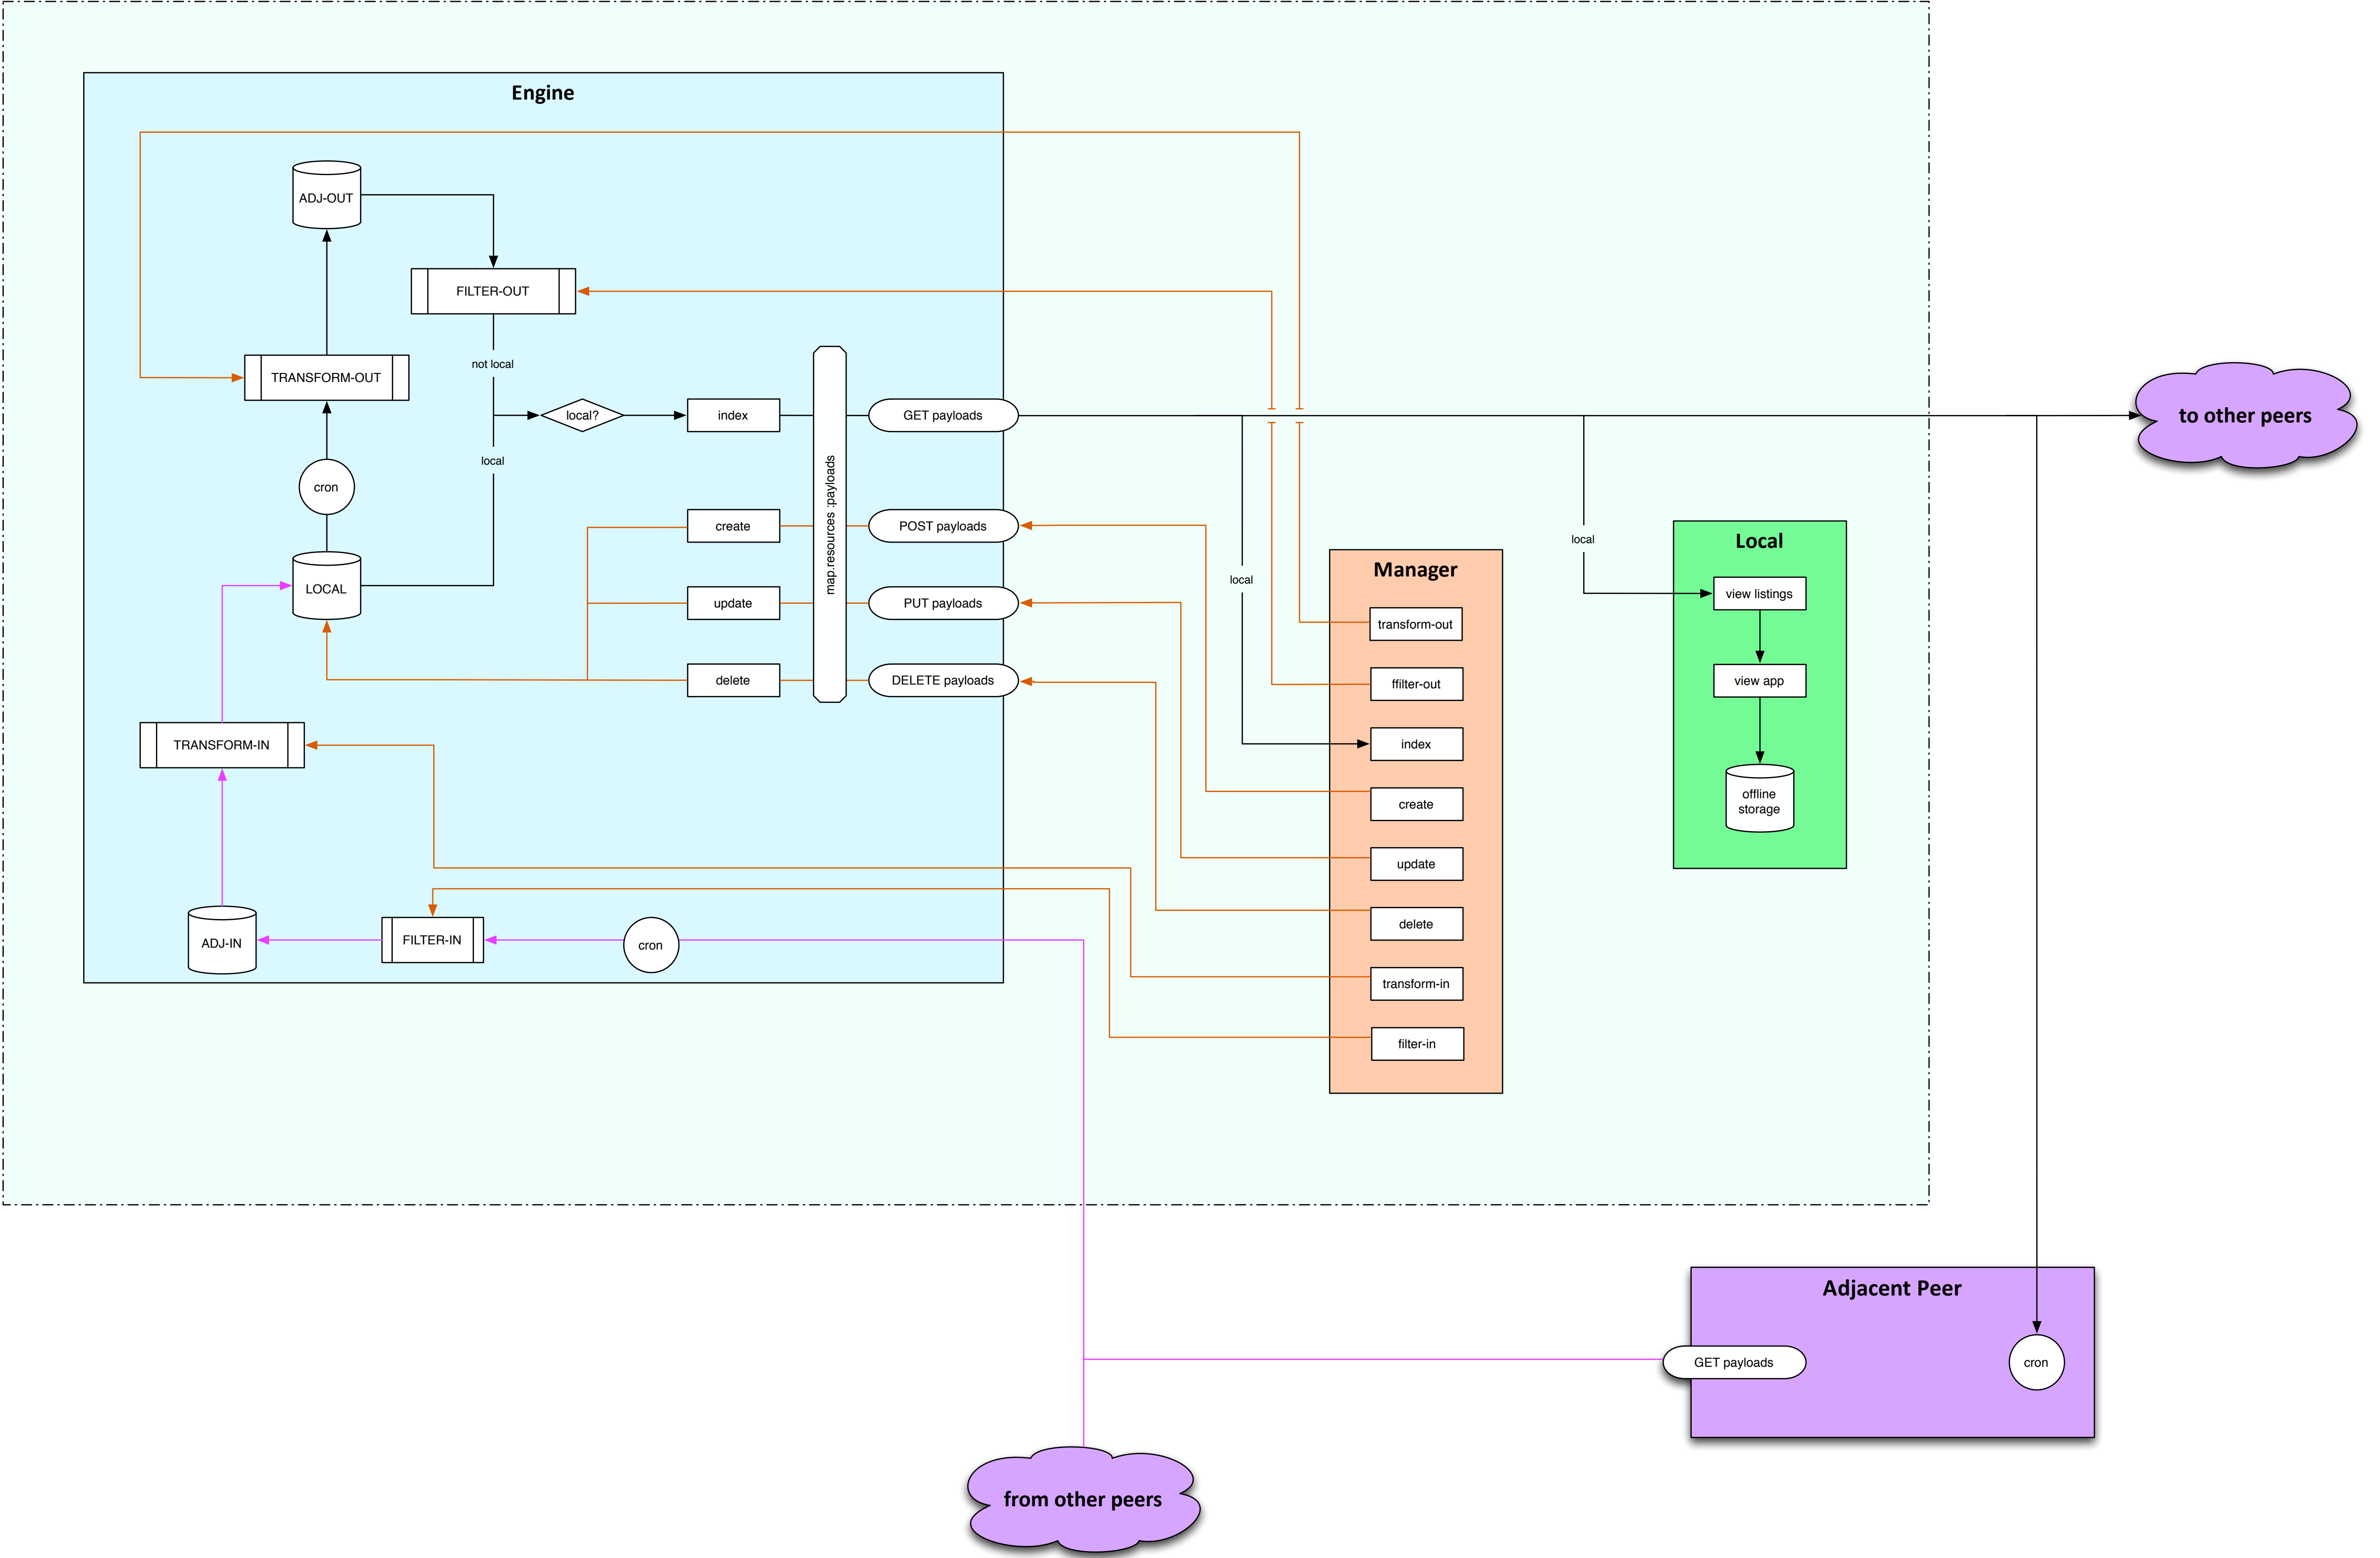 Engine
ADJ-OUT
FILTER-OUT
not local
TRANSFORM-OUT
local?
index
GET payloads
to other peers
local
cron
map.resources :payloads
create
POST payloads
LOCAL
update
PUT payloads
delete
DELETE payloads
TRANSFORM-IN
ADJ-IN
FILTER-IN
cron
local
local
Manager
transform-out
ffilter-out
index
create
update
delete
transform-in
filter-in
Local
view listings
view app
offline
storage
Adjacent Peer
GET payloads
cron
from other peers